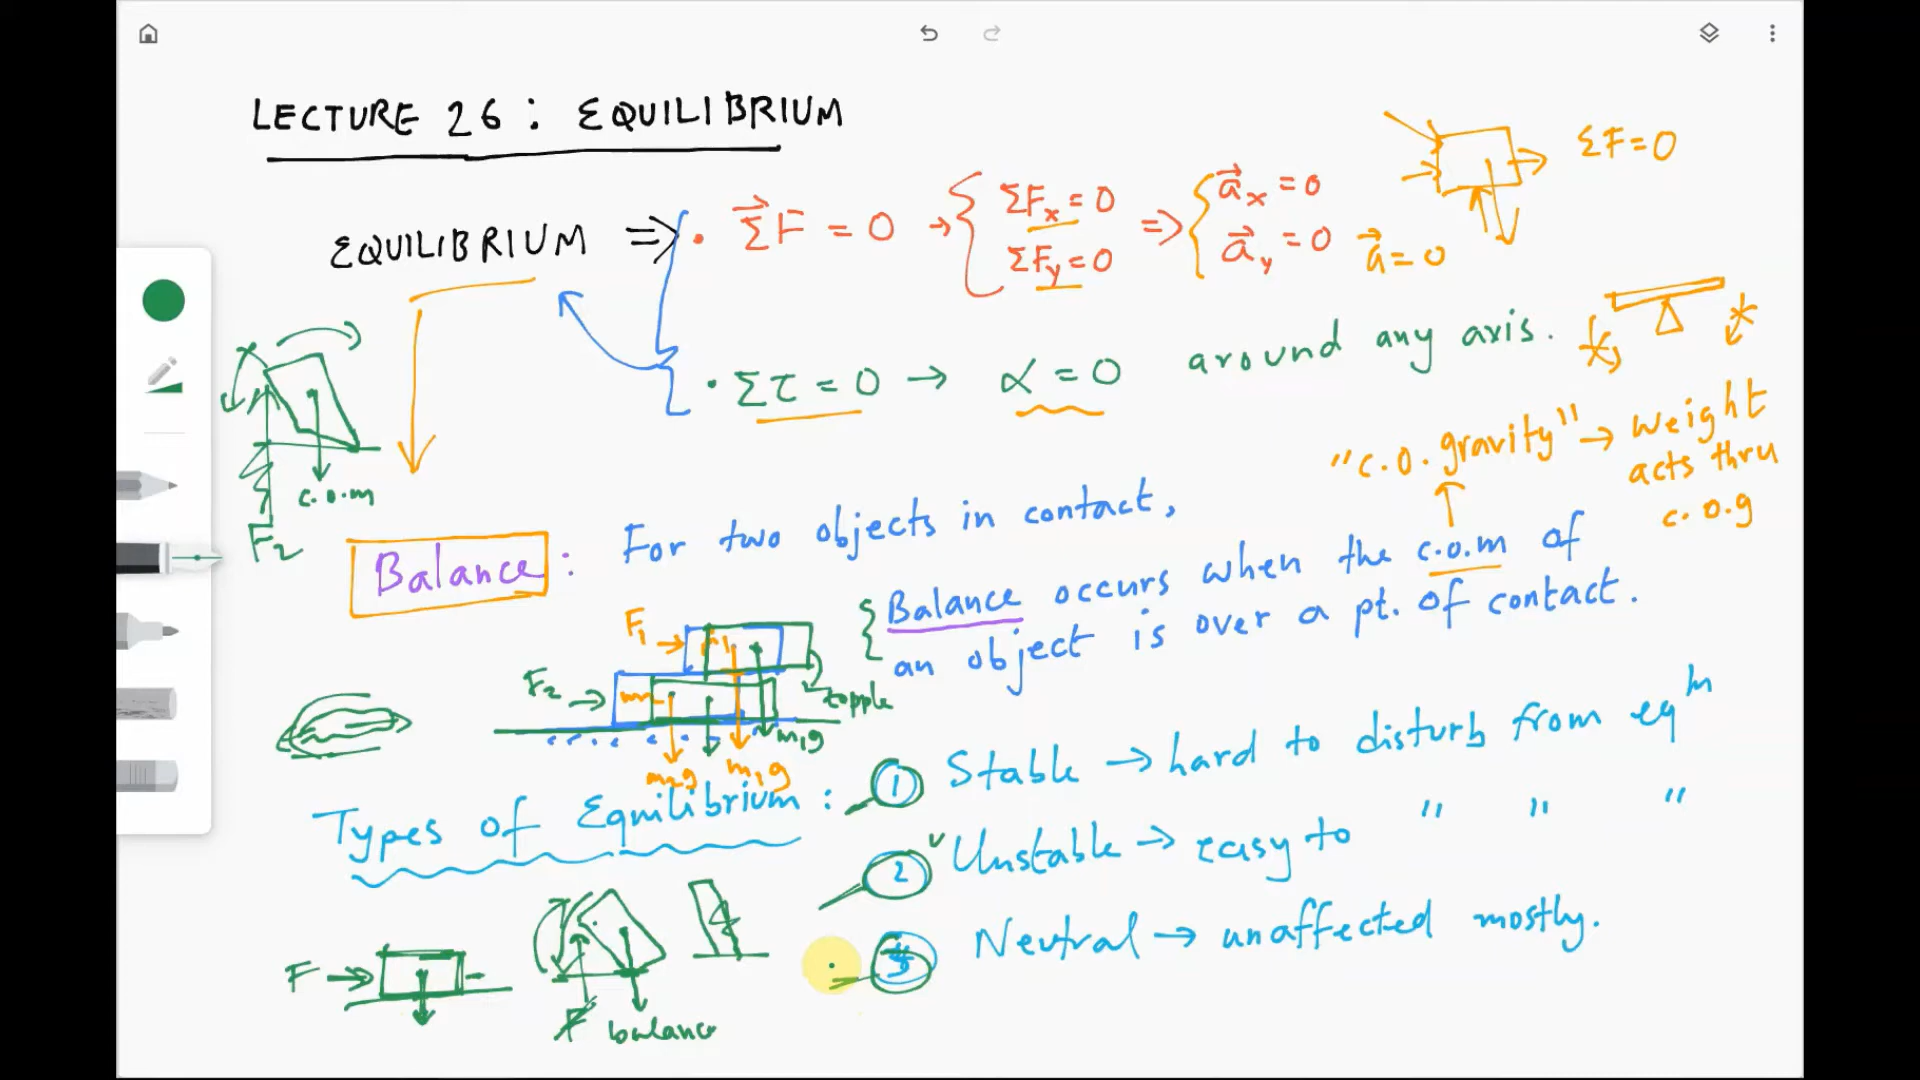 LECTURE 26 : EQUILIBRIUM
ΣF = 0
EQUILIBRIUM ⇒ • ΣF⃗ = 0 → { ΣFx = 0 ⇒ { a⃗x = 0
ΣFy = 0 a⃗y = 0 a⃗ = 0
• Στ = 0 → α = 0 around any axis.
"c.o. gravity" → weight
acts thru
c.o.g
c.o.m
F2
Balance : For two objects in contact,
{ Balance occurs when the c.o.m of
an object is over a pt. of contact.
F1 →
F2 →
topple
m1g
m2g m1g
Types of Equilibrium : 1 Stable → hard to disturb from eqm
2 Unstable → easy to " " "
3 Neutral → unaffected mostly.
F →
F balance